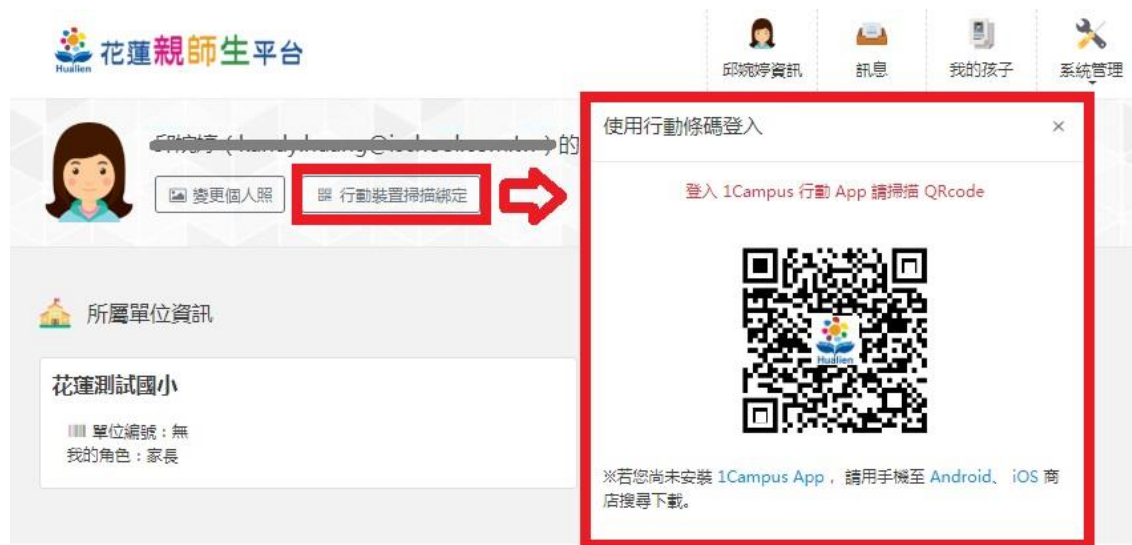 Hualien
花蓮親師生平台
邱婉婷資訊
訊息
我的孩子
系統管理
的
變更個人照
行動裝置掃描綁定
所屬單位資訊
花蓮測試國小
單位編號：無
我的角色：家長
使用行動條碼登入
×
登入 1Campus 行動 App 請掃描 QRcode
Hualien
※若您尚未安裝 1Campus App， 請用手機至 Android、 iOS 商
店搜尋下載。